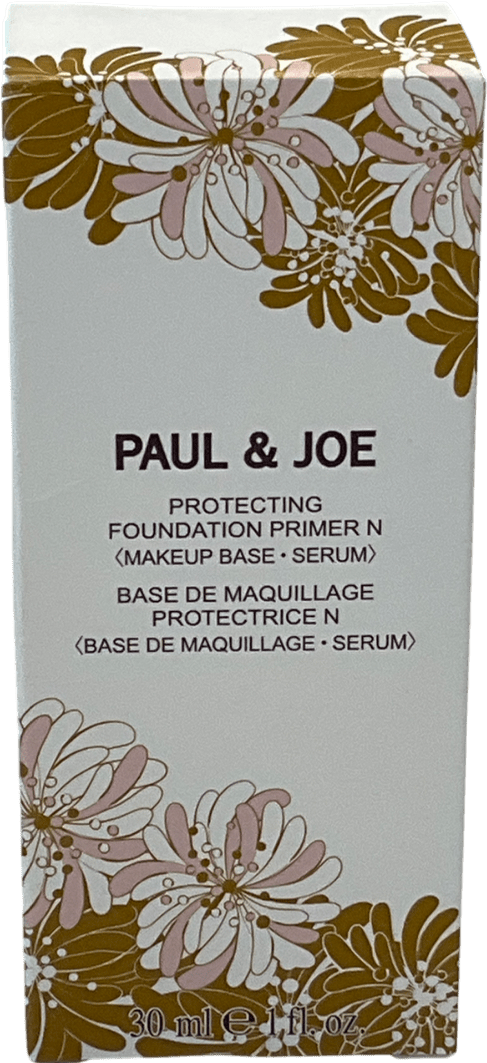 PAUL & JOE
PROTECTING
FOUNDATION PRIMER N
〈MAKEUP BASE・SERUM〉
BASE DE MAQUILLAGE
PROTECTRICE N
〈BASE DE MAQUILLAGE・SERUM〉
30 ml ℮ 1 fl. oz.